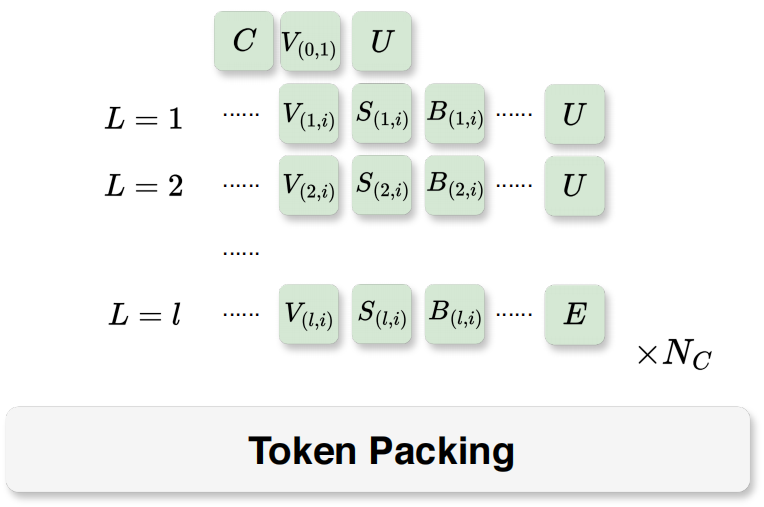 C V_{(0,1)} U
L = 1 ...... V_{(1,i)} S_{(1,i)} B_{(1,i)} ...... U
L = 2 ...... V_{(2,i)} S_{(2,i)} B_{(2,i)} ...... U
......
L = l ...... V_{(l,i)} S_{(l,i)} B_{(l,i)} ...... E
×N_C
Token Packing